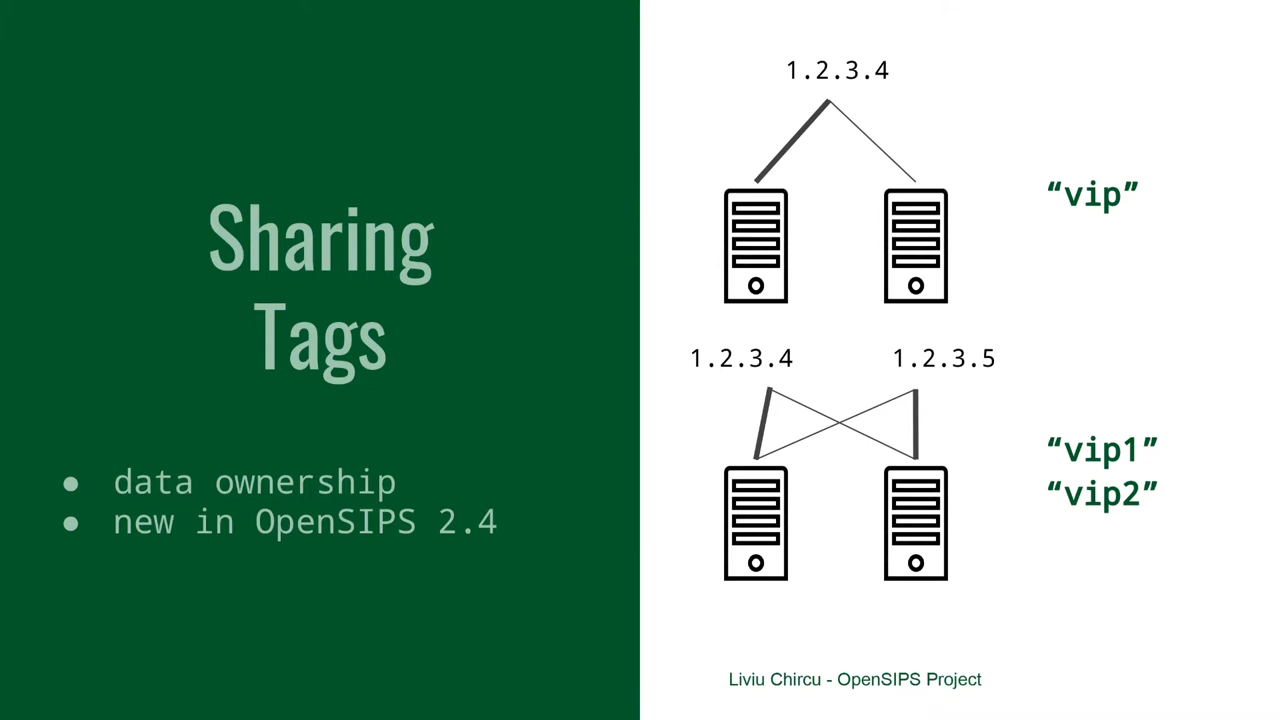 Sharing
Tags
● data ownership
● new in OpenSIPS 2.4
1.2.3.4
“vip”
1.2.3.4
1.2.3.5
“vip1”
“vip2”
Liviu Chircu - OpenSIPS Project